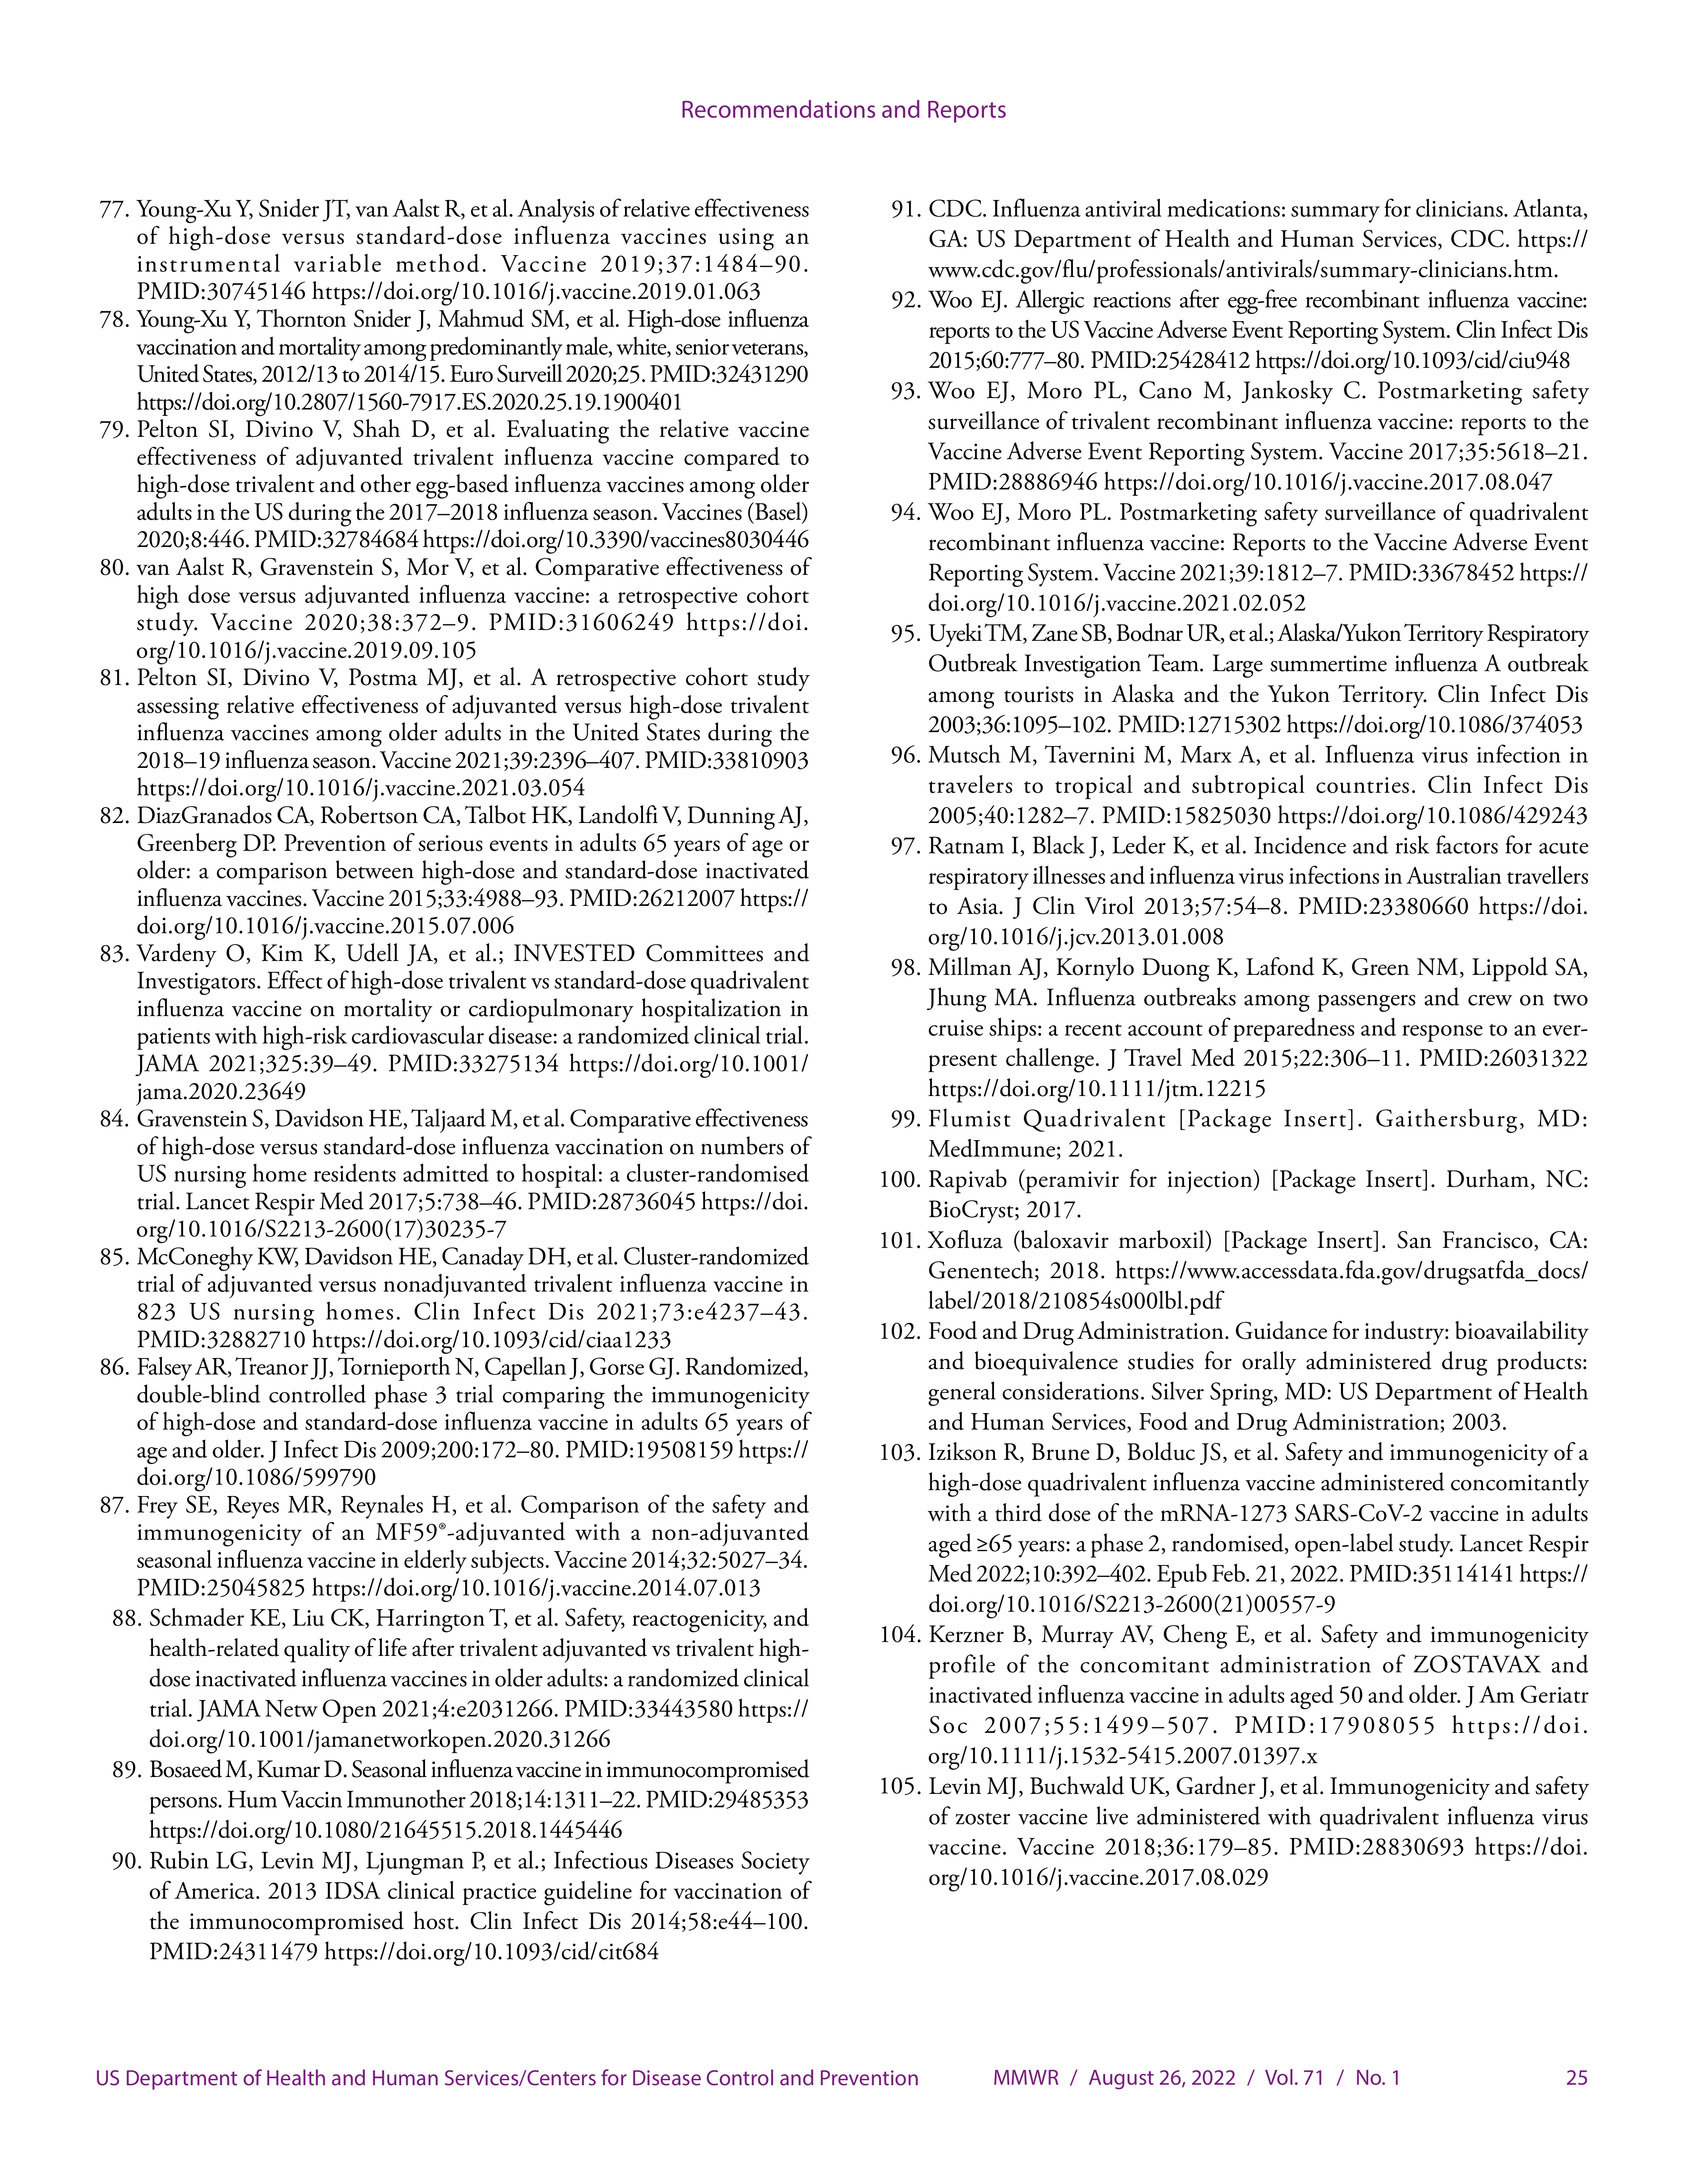 Recommendations and Reports
77. Young-Xu Y, Snider JT, van Aalst R, et al. Analysis of relative effectiveness
of high-dose versus standard-dose influenza vaccines using an
instrumental variable method. Vaccine 2019;37:1484–90.
PMID:30745146 https://doi.org/10.1016/j.vaccine.2019.01.063
78. Young-Xu Y, Thornton Snider J, Mahmud SM, et al. High-dose influenza
vaccination and mortality among predominantly male, white, senior veterans,
United States, 2012/13 to 2014/15. Euro Surveill 2020;25. PMID:32431290
https://doi.org/10.2807/1560-7917.ES.2020.25.19.1900401
79. Pelton SI, Divino V, Shah D, et al. Evaluating the relative vaccine
effectiveness of adjuvanted trivalent influenza vaccine compared to
high-dose trivalent and other egg-based influenza vaccines among older
adults in the US during the 2017–2018 influenza season. Vaccines (Basel)
2020;8:446. PMID:32784684 https://doi.org/10.3390/vaccines8030446
80. van Aalst R, Gravenstein S, Mor V, et al. Comparative effectiveness of
high dose versus adjuvanted influenza vaccine: a retrospective cohort
study. Vaccine 2020;38:372–9. PMID:31606249 https://doi.
org/10.1016/j.vaccine.2019.09.105
81. Pelton SI, Divino V, Postma MJ, et al. A retrospective cohort study
assessing relative effectiveness of adjuvanted versus high-dose trivalent
influenza vaccines among older adults in the United States during the
2018–19 influenza season. Vaccine 2021;39:2396–407. PMID:33810903
https://doi.org/10.1016/j.vaccine.2021.03.054
82. DiazGranados CA, Robertson CA, Talbot HK, Landolfi V, Dunning AJ,
Greenberg DP. Prevention of serious events in adults 65 years of age or
older: a comparison between high-dose and standard-dose inactivated
influenza vaccines. Vaccine 2015;33:4988–93. PMID:26212007 https://
doi.org/10.1016/j.vaccine.2015.07.006
83. Vardeny O, Kim K, Udell JA, et al.; INVESTED Committees and
Investigators. Effect of high-dose trivalent vs standard-dose quadrivalent
influenza vaccine on mortality or cardiopulmonary hospitalization in
patients with high-risk cardiovascular disease: a randomized clinical trial.
JAMA 2021;325:39–49. PMID:33275134 https://doi.org/10.1001/
jama.2020.23649
84. Gravenstein S, Davidson HE, Taljaard M, et al. Comparative effectiveness
of high-dose versus standard-dose influenza vaccination on numbers of
US nursing home residents admitted to hospital: a cluster-randomised
trial. Lancet Respir Med 2017;5:738–46. PMID:28736045 https://doi.
org/10.1016/S2213-2600(17)30235-7
85. McConeghy KW, Davidson HE, Canaday DH, et al. Cluster-randomized
trial of adjuvanted versus nonadjuvanted trivalent influenza vaccine in
823 US nursing homes. Clin Infect Dis 2021;73:e4237–43.
PMID:32882710 https://doi.org/10.1093/cid/ciaa1233
86. Falsey AR, Treanor JJ, Tornieporth N, Capellan J, Gorse GJ. Randomized,
double-blind controlled phase 3 trial comparing the immunogenicity
of high-dose and standard-dose influenza vaccine in adults 65 years of
age and older. J Infect Dis 2009;200:172–80. PMID:19508159 https://
doi.org/10.1086/599790
87. Frey SE, Reyes MR, Reynales H, et al. Comparison of the safety and
immunogenicity of an MF59®-adjuvanted with a non-adjuvanted
seasonal influenza vaccine in elderly subjects. Vaccine 2014;32:5027–34.
PMID:25045825 https://doi.org/10.1016/j.vaccine.2014.07.013
88. Schmader KE, Liu CK, Harrington T, et al. Safety, reactogenicity, and
health-related quality of life after trivalent adjuvanted vs trivalent high-
dose inactivated influenza vaccines in older adults: a randomized clinical
trial. JAMA Netw Open 2021;4:e2031266. PMID:33443580 https://
doi.org/10.1001/jamanetworkopen.2020.31266
89. Bosaeed M, Kumar D. Seasonal influenza vaccine in immunocompromised
persons. Hum Vaccin Immunother 2018;14:1311–22. PMID:29485353
https://doi.org/10.1080/21645515.2018.1445446
90. Rubin LG, Levin MJ, Ljungman P, et al.; Infectious Diseases Society
of America. 2013 IDSA clinical practice guideline for vaccination of
the immunocompromised host. Clin Infect Dis 2014;58:e44–100.
PMID:24311479 https://doi.org/10.1093/cid/cit684
91. CDC. Influenza antiviral medications: summary for clinicians. Atlanta,
GA: US Department of Health and Human Services, CDC. https://
www.cdc.gov/flu/professionals/antivirals/summary-clinicians.htm.
92. Woo EJ. Allergic reactions after egg-free recombinant influenza vaccine:
reports to the US Vaccine Adverse Event Reporting System. Clin Infect Dis
2015;60:777–80. PMID:25428412 https://doi.org/10.1093/cid/ciu948
93. Woo EJ, Moro PL, Cano M, Jankosky C. Postmarketing safety
surveillance of trivalent recombinant influenza vaccine: reports to the
Vaccine Adverse Event Reporting System. Vaccine 2017;35:5618–21.
PMID:28886946 https://doi.org/10.1016/j.vaccine.2017.08.047
94. Woo EJ, Moro PL. Postmarketing safety surveillance of quadrivalent
recombinant influenza vaccine: Reports to the Vaccine Adverse Event
Reporting System. Vaccine 2021;39:1812–7. PMID:33678452 https://
doi.org/10.1016/j.vaccine.2021.02.052
95. Uyeki TM, Zane SB, Bodnar UR, et al.; Alaska/Yukon Territory Respiratory
Outbreak Investigation Team. Large summertime influenza A outbreak
among tourists in Alaska and the Yukon Territory. Clin Infect Dis
2003;36:1095–102. PMID:12715302 https://doi.org/10.1086/374053
96. Mutsch M, Tavernini M, Marx A, et al. Influenza virus infection in
travelers to tropical and subtropical countries. Clin Infect Dis
2005;40:1282–7. PMID:15825030 https://doi.org/10.1086/429243
97. Ratnam I, Black J, Leder K, et al. Incidence and risk factors for acute
respiratory illnesses and influenza virus infections in Australian travellers
to Asia. J Clin Virol 2013;57:54–8. PMID:23380660 https://doi.
org/10.1016/j.jcv.2013.01.008
98. Millman AJ, Kornylo Duong K, Lafond K, Green NM, Lippold SA,
Jhung MA. Influenza outbreaks among passengers and crew on two
cruise ships: a recent account of preparedness and response to an ever-
present challenge. J Travel Med 2015;22:306–11. PMID:26031322
https://doi.org/10.1111/jtm.12215
99. Flumist Quadrivalent [Package Insert]. Gaithersburg, MD:
MedImmune; 2021.
100. Rapivab (peramivir for injection) [Package Insert]. Durham, NC:
BioCryst; 2017.
101. Xofluza (baloxavir marboxil) [Package Insert]. San Francisco, CA:
Genentech; 2018. https://www.accessdata.fda.gov/drugsatfda_docs/
label/2018/210854s000lbl.pdf
102. Food and Drug Administration. Guidance for industry: bioavailability
and bioequivalence studies for orally administered drug products:
general considerations. Silver Spring, MD: US Department of Health
and Human Services, Food and Drug Administration; 2003.
103. Izikson R, Brune D, Bolduc JS, et al. Safety and immunogenicity of a
high-dose quadrivalent influenza vaccine administered concomitantly
with a third dose of the mRNA-1273 SARS-CoV-2 vaccine in adults
aged ≥65 years: a phase 2, randomised, open-label study. Lancet Respir
Med 2022;10:392–402. Epub Feb. 21, 2022. PMID:35114141 https://
doi.org/10.1016/S2213-2600(21)00557-9
104. Kerzner B, Murray AV, Cheng E, et al. Safety and immunogenicity
profile of the concomitant administration of ZOSTAVAX and
inactivated influenza vaccine in adults aged 50 and older. J Am Geriatr
Soc 2007;55:1499–507. PMID:17908055 https://doi.
org/10.1111/j.1532-5415.2007.01397.x
105. Levin MJ, Buchwald UK, Gardner J, et al. Immunogenicity and safety
of zoster vaccine live administered with quadrivalent influenza virus
vaccine. Vaccine 2018;36:179–85. PMID:28830693 https://doi.
org/10.1016/j.vaccine.2017.08.029
US Department of Health and Human Services/Centers for Disease Control and Prevention MMWR / August 26, 2022 / Vol. 71 / No. 1 25